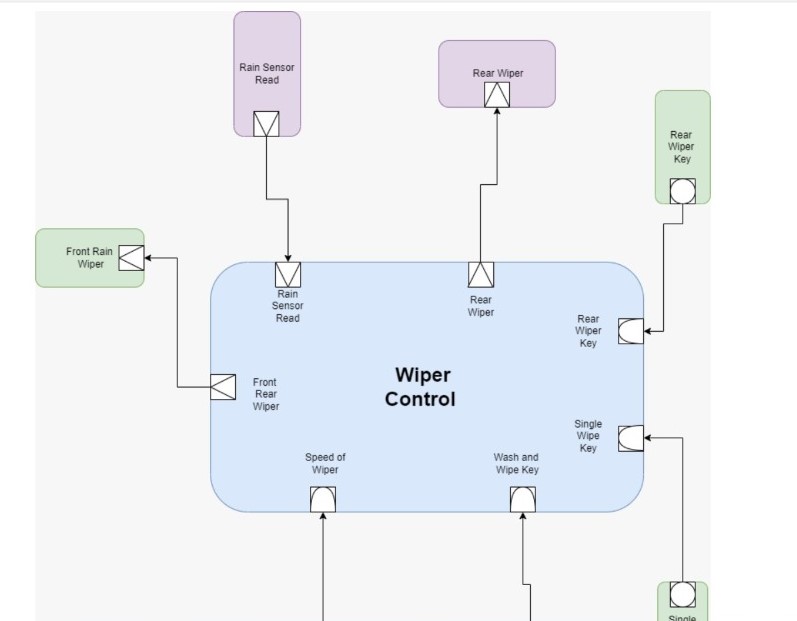 Rain Sensor
Read
Rear Wiper
Rear
Wiper
Key
Front Rain
Wiper
Rain
Sensor
Read
Rear
Wiper
Rear
Wiper
Key
Wiper
Control
Front
Rear
Wiper
Single
Wipe
Key
Speed of
Wiper
Wash and
Wipe Key
Single